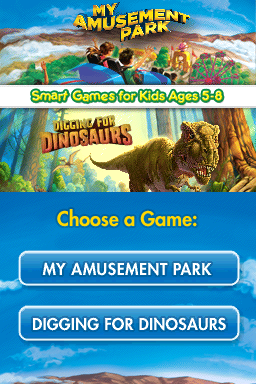 MY
AMUSEMENT
PARK
Smart Games for Kids Ages 5-8
DIGGING FOR
DINOSAURS
Choose a Game:
MY AMUSEMENT PARK
DIGGING FOR DINOSAURS